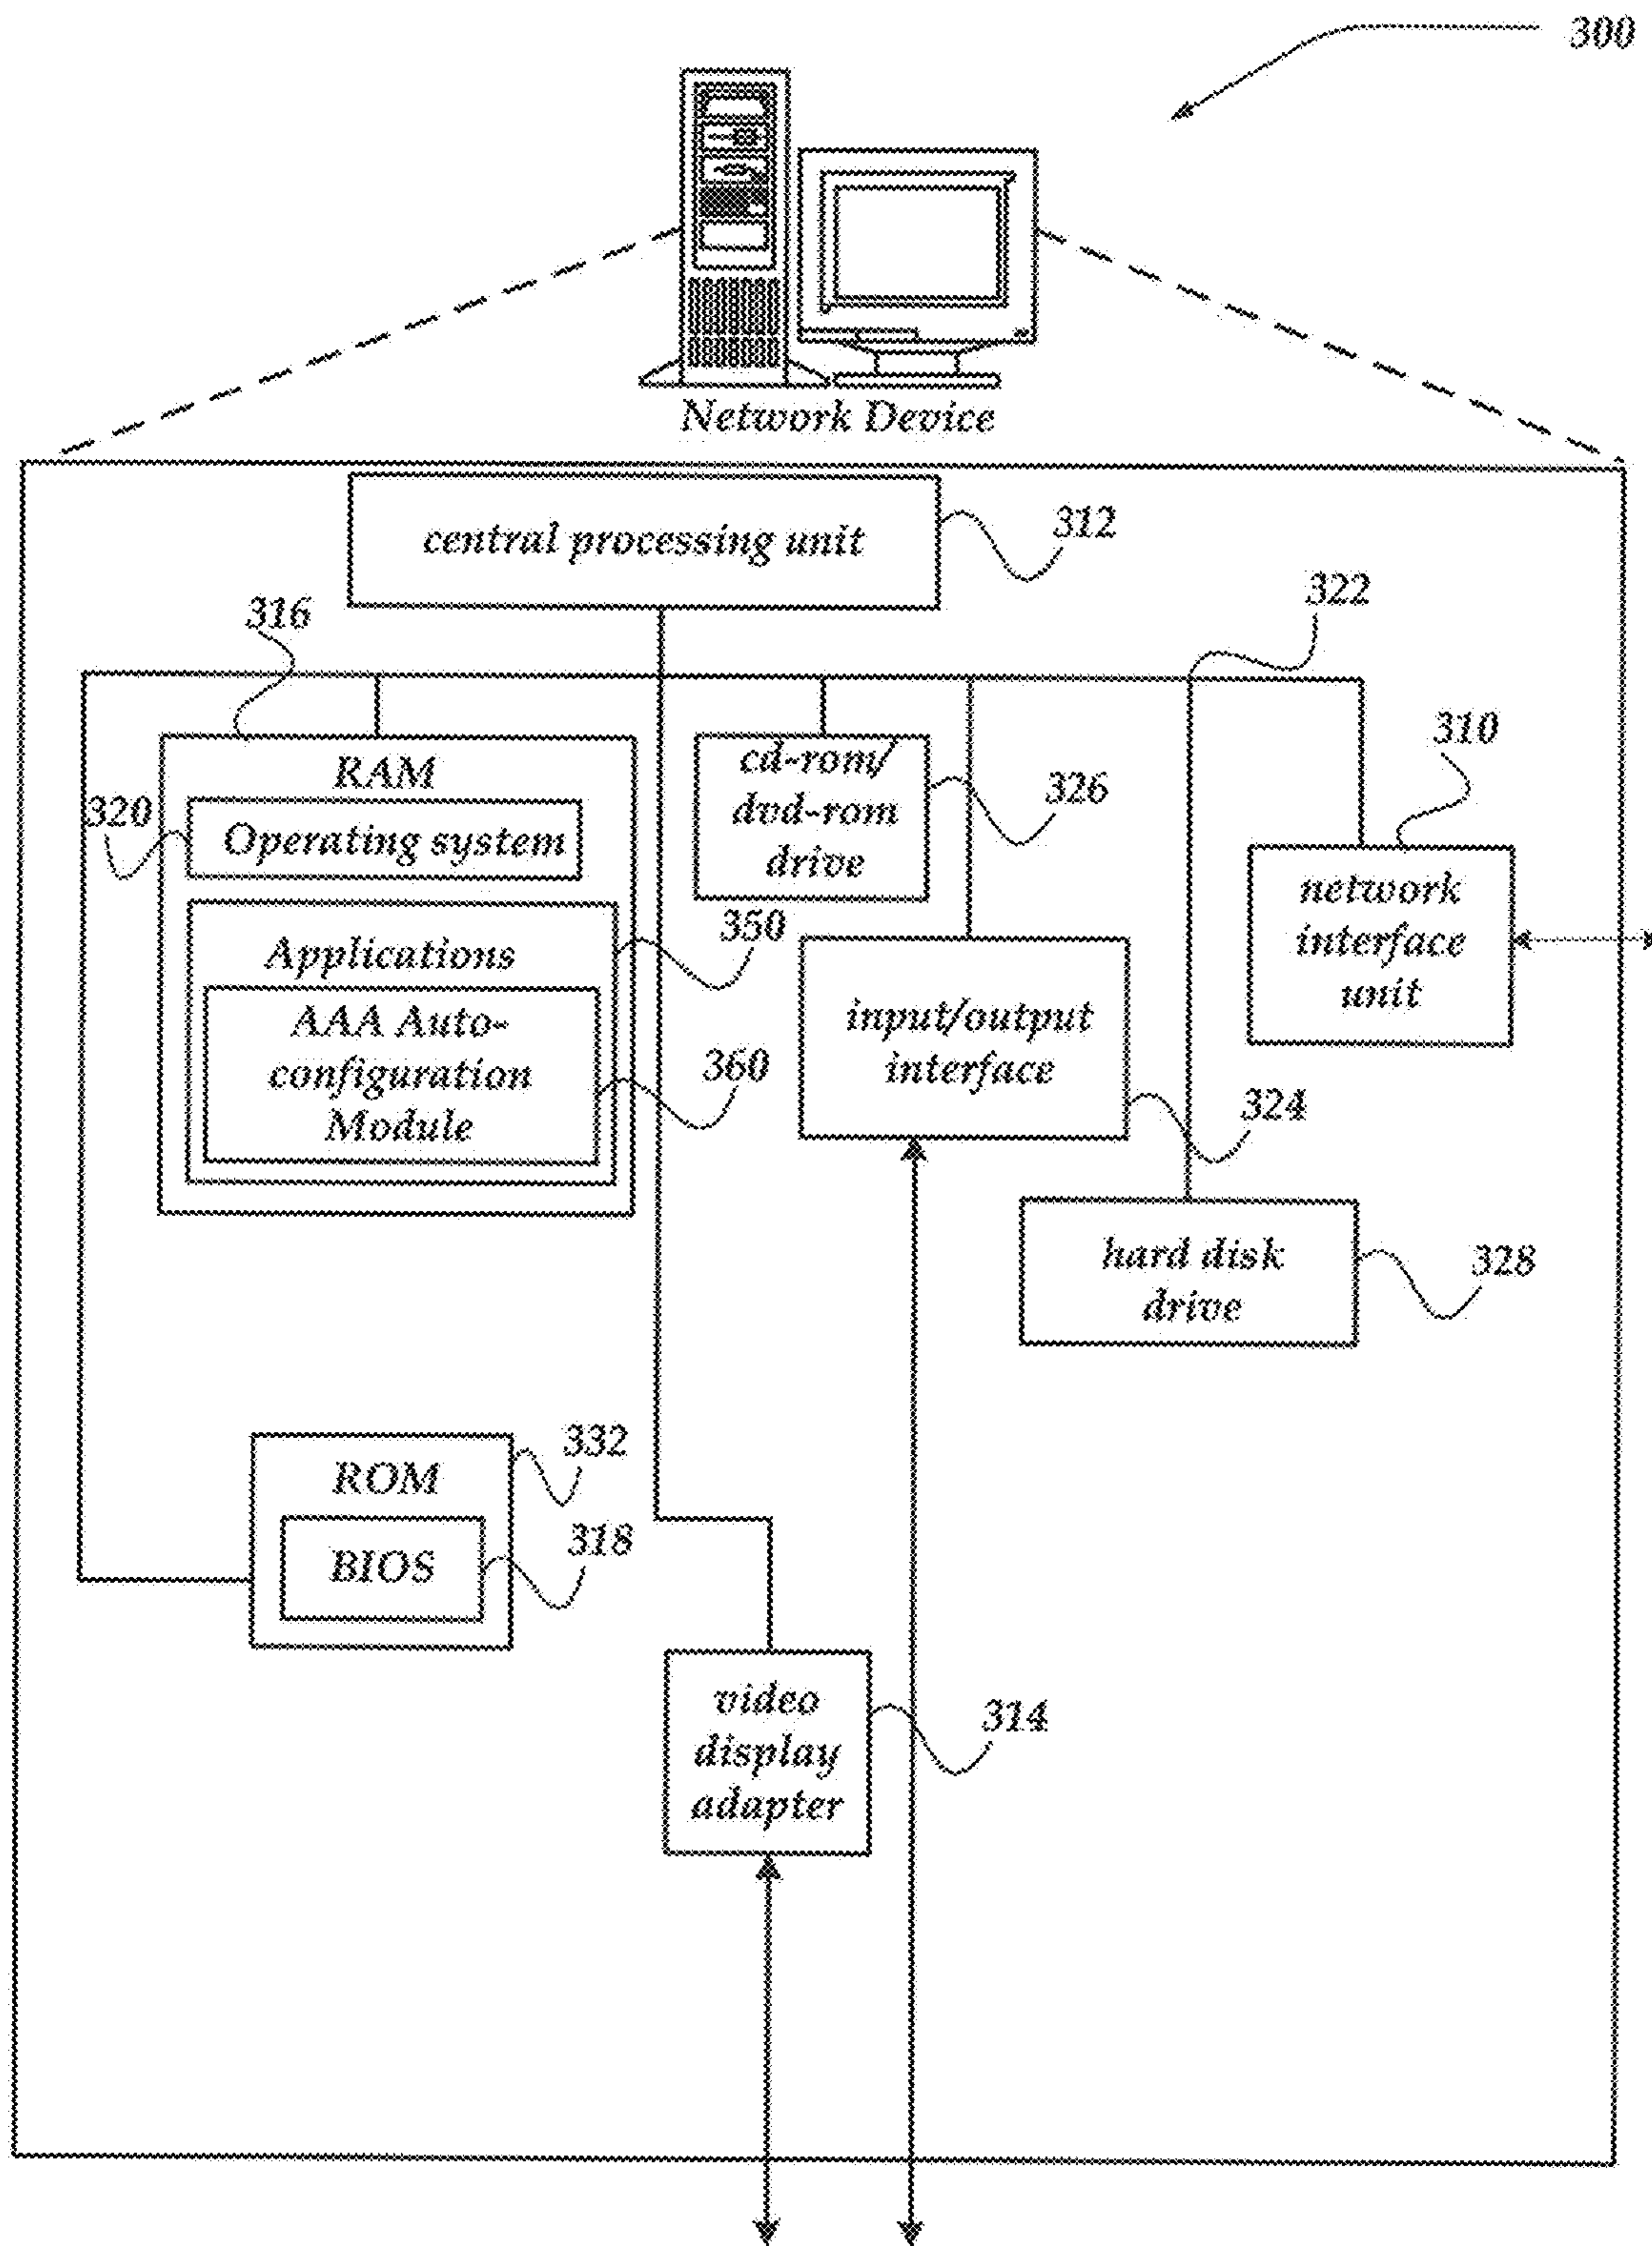 300
Network Device
central processing unit
312
322
316
310
RAM
cd-rom/
dvd-rom
drive
326
320
Operating system
network
interface
unit
350
Applications
AAA Auto-
configuration
Module
360
input/output
interface
324
hard disk
drive
328
332
ROM
318
BIOS
video
display
adapter
314